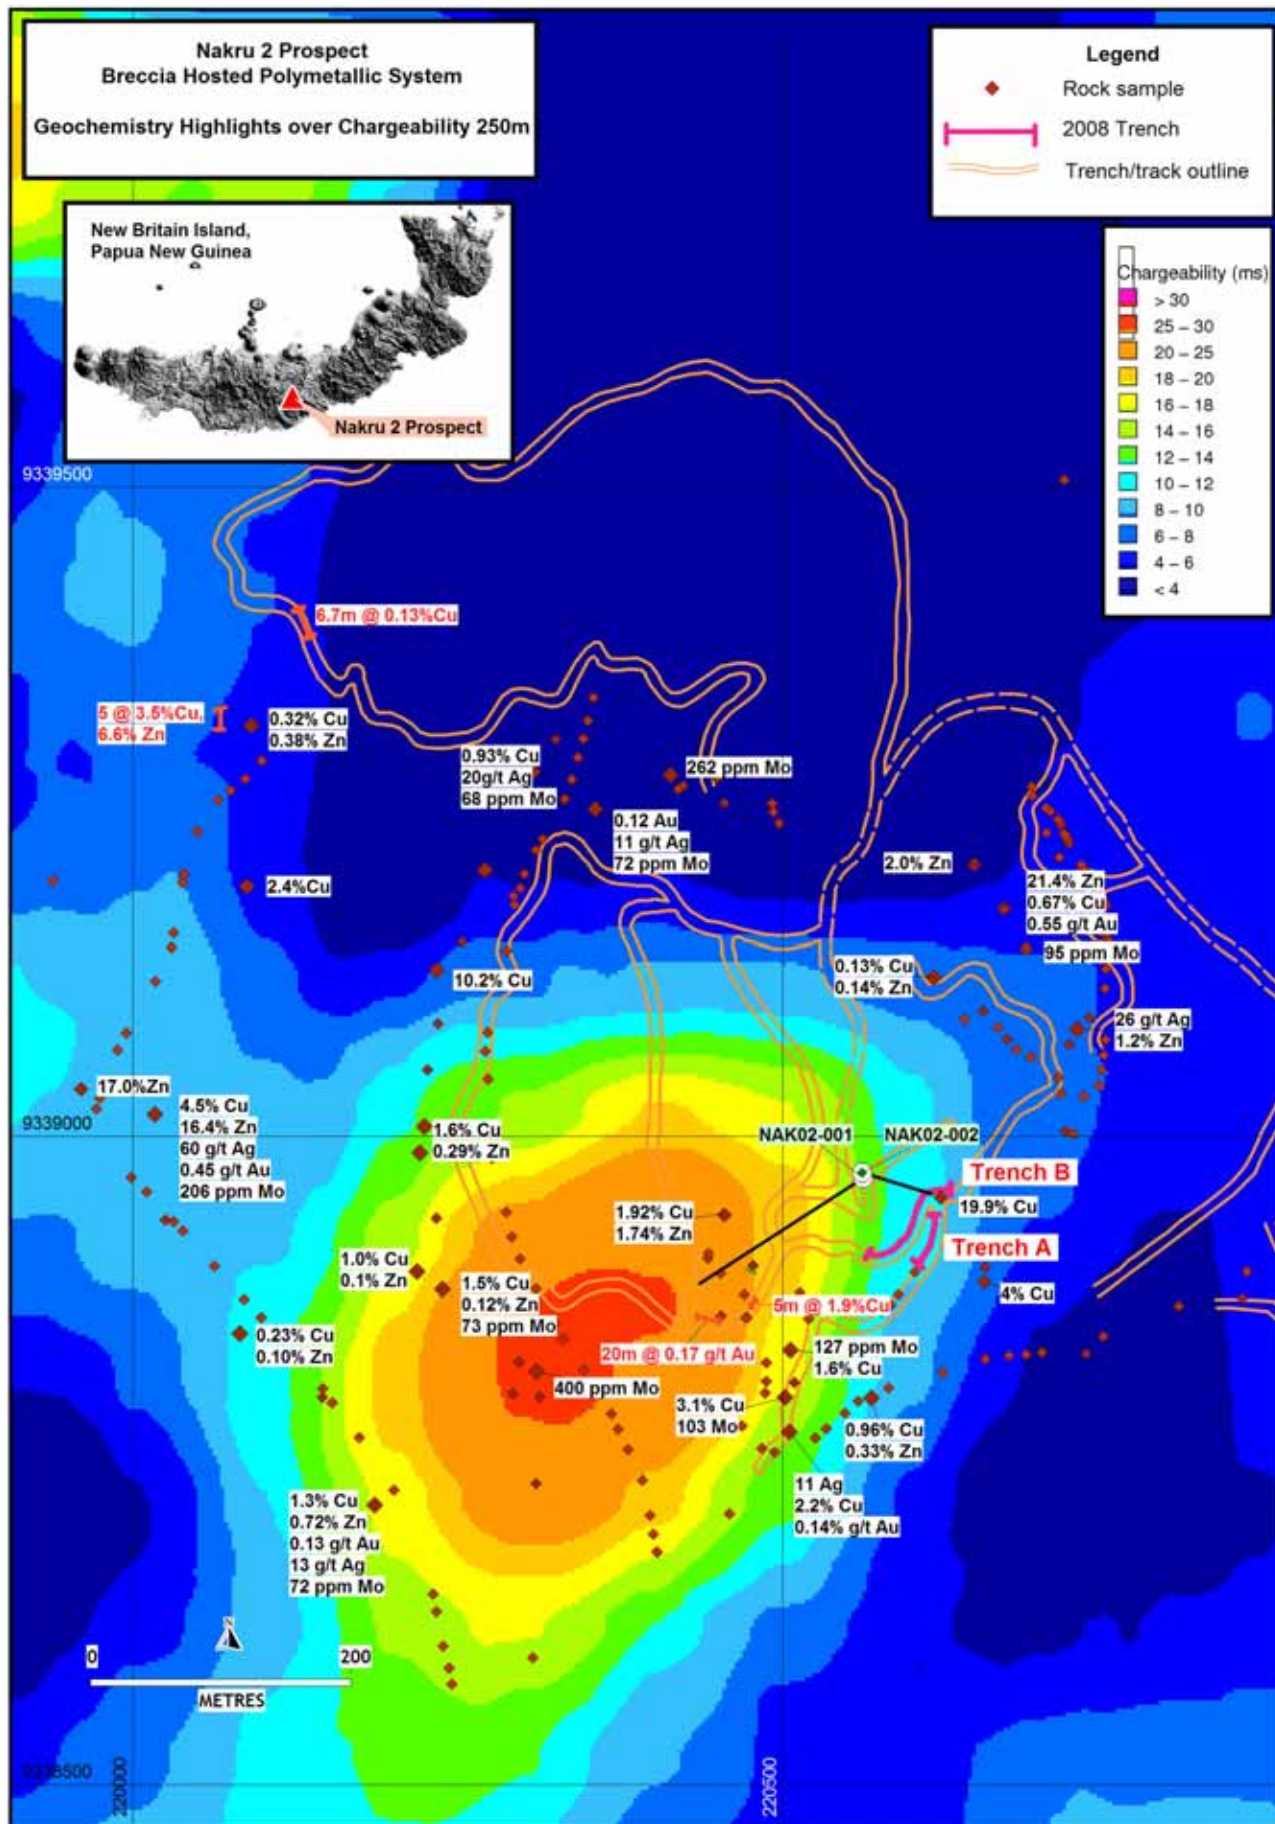 Nakru 2 Prospect
Breccia Hosted Polymetallic System
Geochemistry Highlights over Chargeability 250m
Legend
Rock sample
2008 Trench
Trench/track outline
New Britain Island,
Papua New Guinea
Nakru 2 Prospect
Chargeability (ms)
> 30
25 – 30
20 – 25
18 – 20
16 – 18
14 – 16
12 – 14
10 – 12
8 – 10
6 – 8
4 – 6
< 4
9339500
6.7m @ 0.13%Cu
5 @ 3.5%Cu,
6.6% Zn
0.32% Cu
0.38% Zn
0.93% Cu
20g/t Ag
68 ppm Mo
262 ppm Mo
0.12 Au
11 g/t Ag
72 ppm Mo
2.4%Cu
2.0% Zn
21.4% Zn
0.67% Cu
0.55 g/t Au
95 ppm Mo
10.2% Cu
0.13% Cu
0.14% Zn
26 g/t Ag
1.2% Zn
17.0%Zn
4.5% Cu
16.4% Zn
60 g/t Ag
0.45 g/t Au
206 ppm Mo
9339000
1.6% Cu
0.29% Zn
NAK02-001
NAK02-002
Trench B
19.9% Cu
Trench A
1.92% Cu
1.74% Zn
1.0% Cu
0.1% Zn
1.5% Cu
0.12% Zn
73 ppm Mo
4% Cu
5m @ 1.9%Cu
0.23% Cu
0.10% Zn
20m @ 0.17 g/t Au
127 ppm Mo
1.6% Cu
400 ppm Mo
3.1% Cu
103 Mo
0.96% Cu
0.33% Zn
11 Ag
2.2% Cu
0.14% g/t Au
1.3% Cu
0.72% Zn
0.13 g/t Au
13 g/t Ag
72 ppm Mo
N
0
200
METRES
9338500
220000
220500